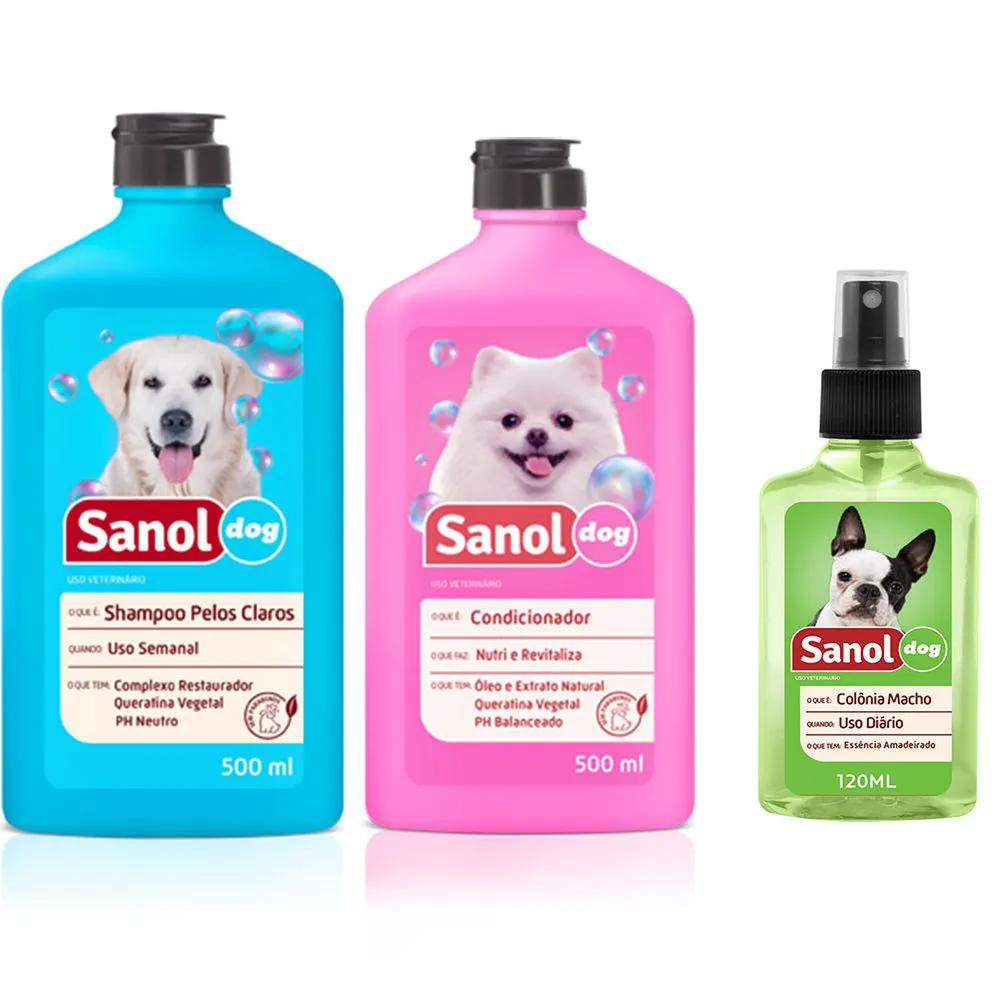 Sanol dog
USO VETERINÁRIO
O QUE É: Shampoo Pelos Claros
QUANDO: Uso Semanal
O QUE TEM: Complexo Restaurador
Queratina Vegetal
PH Neutro
500 ml
Sanol dog
USO VETERINÁRIO
O QUE É: Condicionador
O QUE FAZ: Nutri e Revitaliza
O QUE TEM: Óleo e Extrato Natural
Queratina Vegetal
PH Balanceado
500 ml
Sanol dog
USO VETERINÁRIO
O QUE É: Colônia Macho
QUANDO: Uso Diário
O QUE TEM: Essência Amadeirado
120ML